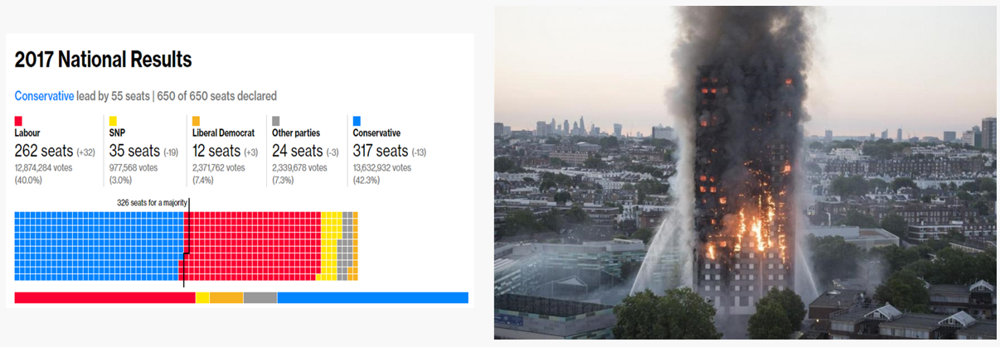 2017 National Results
Conservative lead by 55 seats | 650 of 650 seats declared
Labour
262 seats (+32)
12,874,284 votes
(40.0%)
SNP
35 seats (-19)
977,568 votes
(3.0%)
Liberal Democrat
12 seats (+3)
2,371,762 votes
(7.4%)
Other parties
24 seats (-3)
2,339,678 votes
(7.3%)
Conservative
317 seats (-13)
13,632,932 votes
(42.3%)
326 seats for a majority